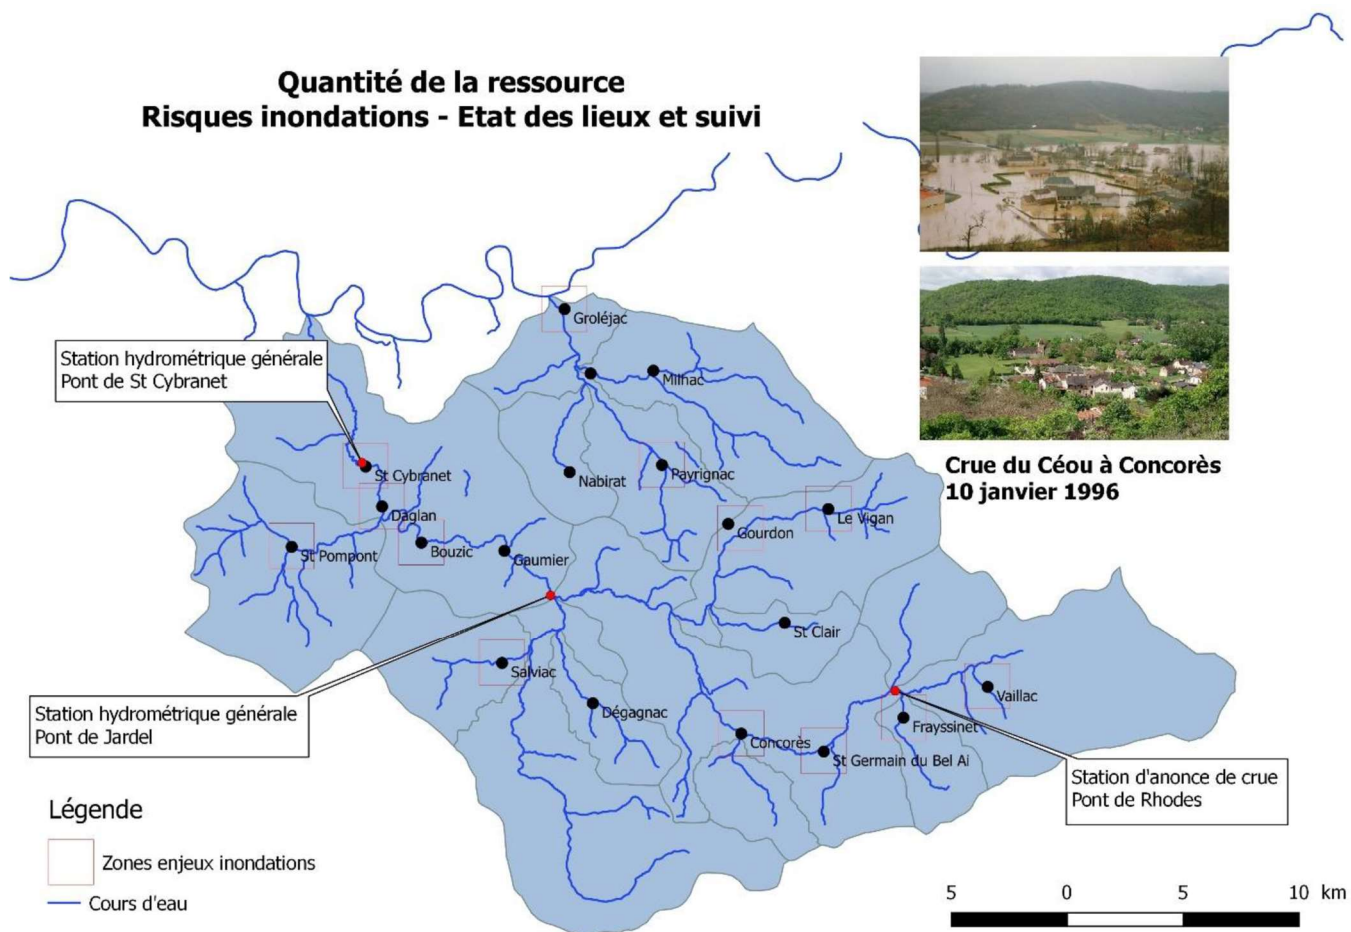 Quantité de la ressource
Risques inondations - Etat des lieux et suivi
Groléjac
Station hydrométrique générale
Pont de St Cybranet
Milhac
St Cybranet
Nabirat
Payrignac
Crue du Céou à Concorès
10 janvier 1996
Daglan
Le Vigan
Gourdon
St Pompont
Bouzic
Gaumier
St Clair
Salviac
Vaillac
Station hydrométrique générale
Pont de Jardel
Dégagnac
Frayssinet
Concorès
St Germain du Bel Ai
Station d'anonce de crue
Pont de Rhodes
Légende
Zones enjeux inondations
Cours d'eau
5 0 5 10 km